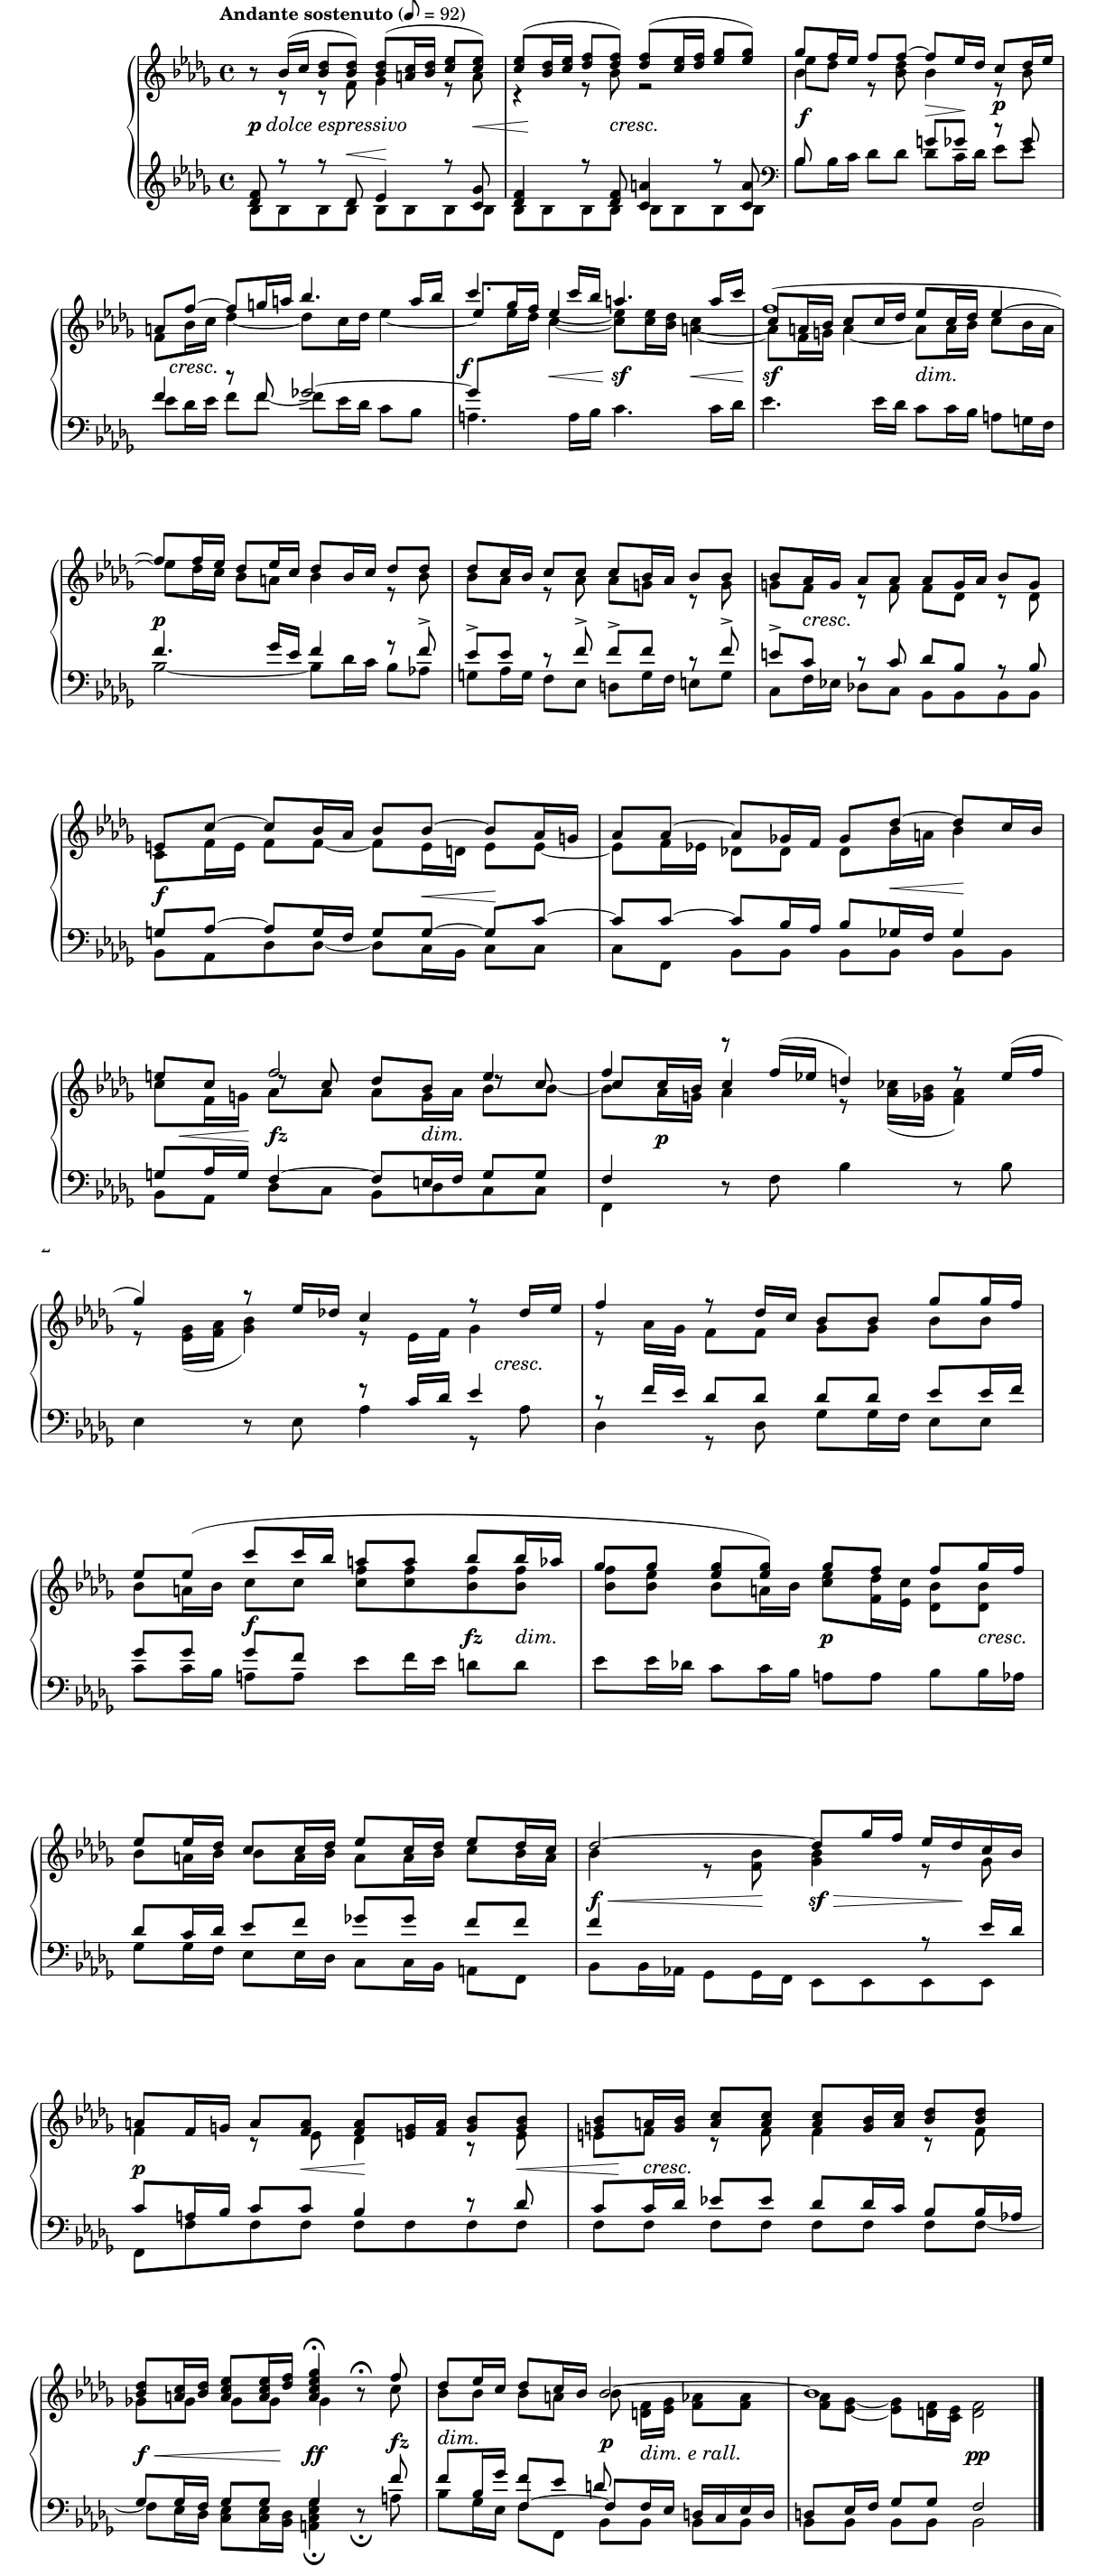 Andante sostenuto (♪ = 92)
p dolce espressivo
cresc.
f
p
cresc.
f
sf
sf
dim.
p
cresc.
f
fz
dim.
p
cresc.
f
fz
dim.
p
cresc.
f
sf
p
cresc.
f
ff
fz
dim.
p
dim. e rall.
pp